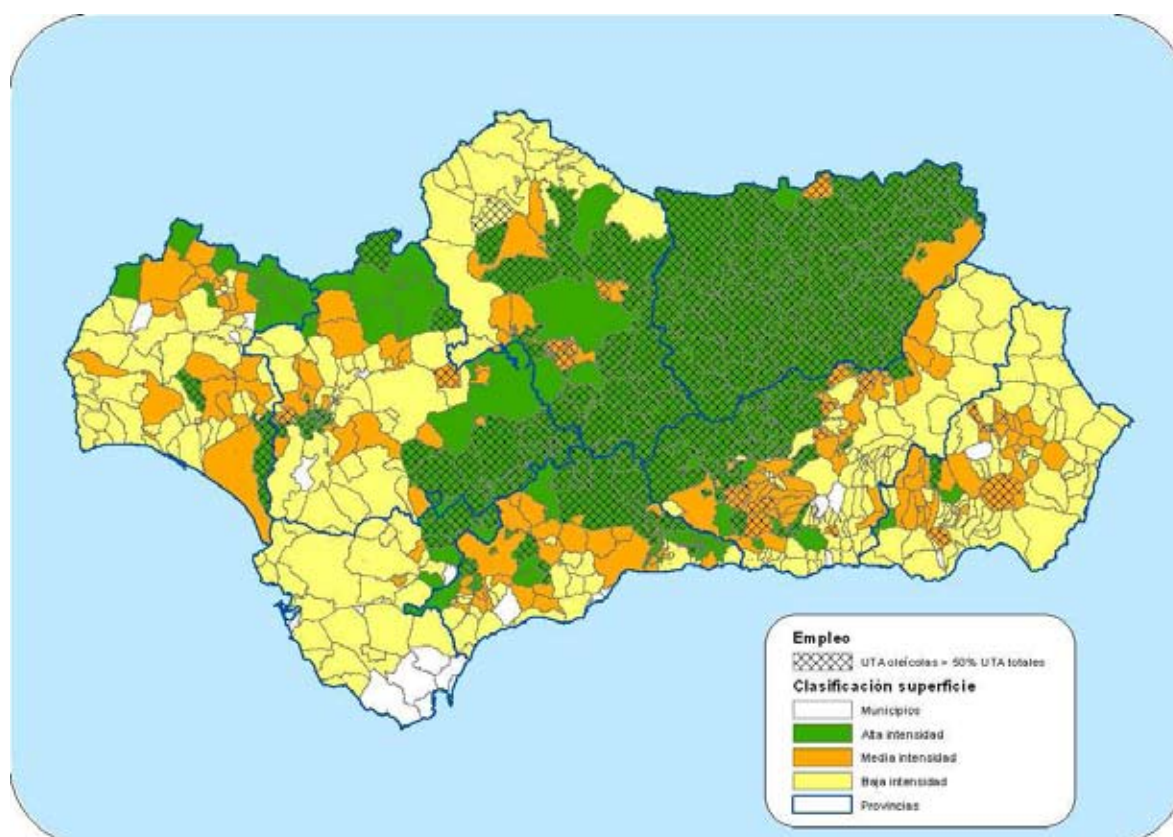 Empleo
UTA oleícolas > 50% UTA totales
Clasificación superficie
Municipios
Alta intensidad
Media intensidad
Baja intensidad
Provincias